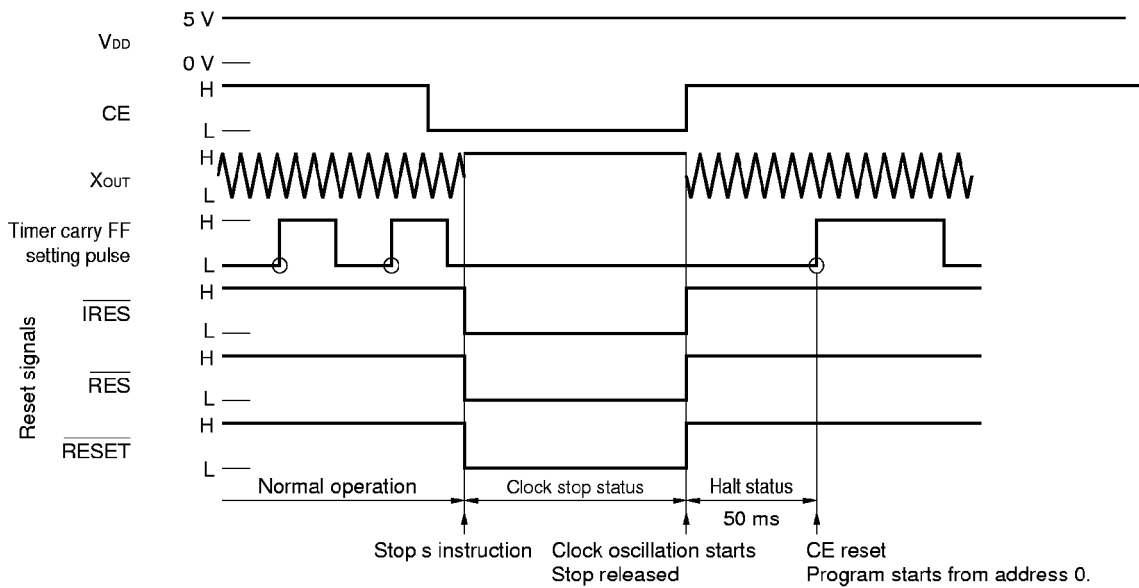 5 V
VDD
0 V
H
CE
L
H
XOUT
L
Timer carry FF
setting pulse
H
L
Reset signals
H
IRES
L
H
RES
L
H
RESET
L
Normal operation
Clock stop status
Halt status
50 ms
Stop s instruction
Clock oscillation starts
Stop released
CE reset
Program starts from address 0.